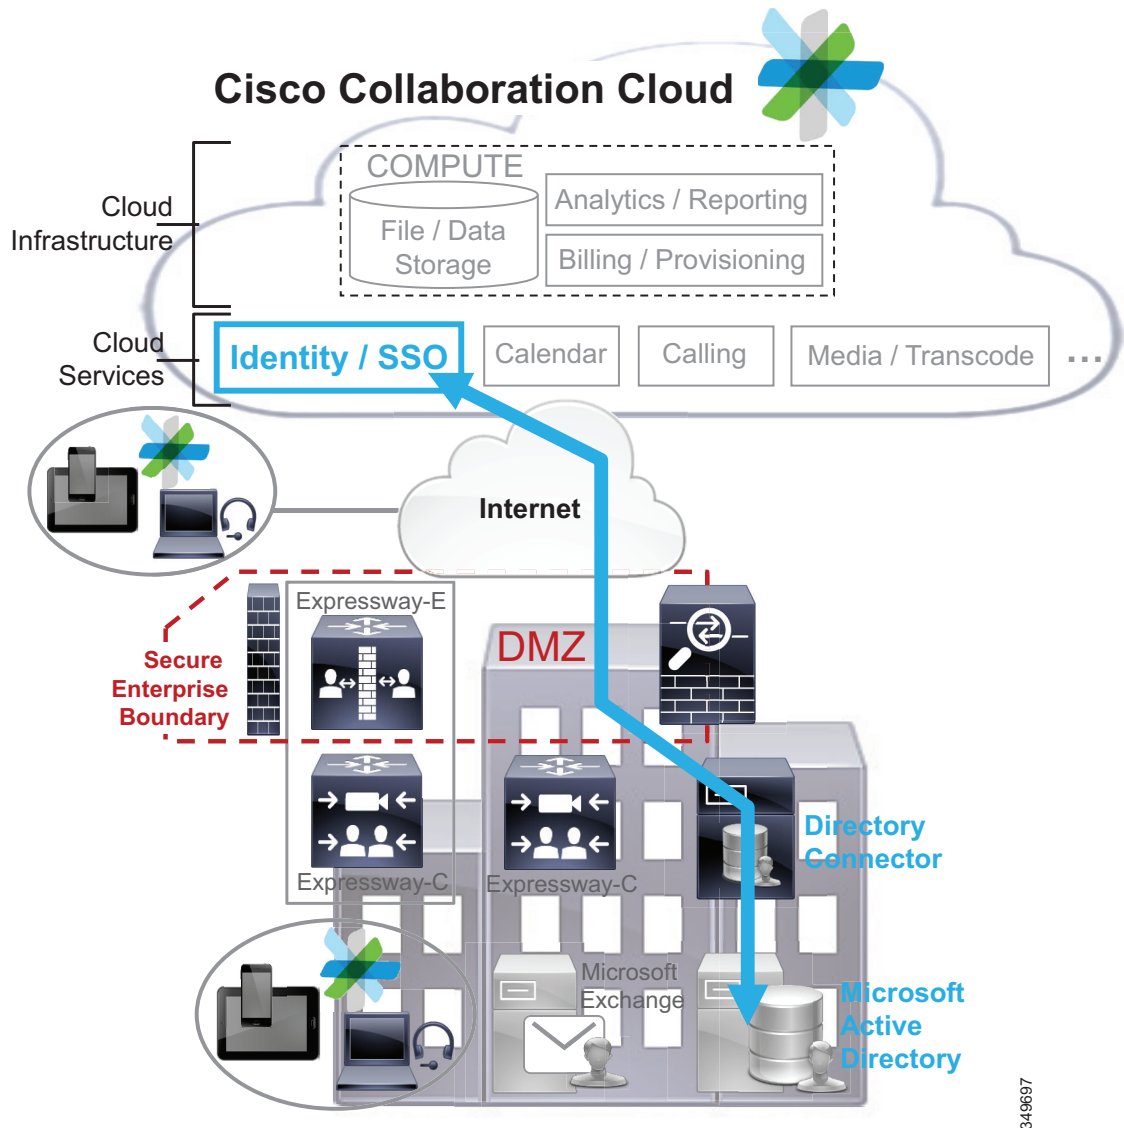 Cisco Collaboration Cloud
Cloud
Infrastructure
COMPUTE
File / Data
Storage
Analytics / Reporting
Billing / Provisioning
Cloud
Services
Identity / SSO
Calendar
Calling
Media / Transcode
...
Internet
Secure
Enterprise
Boundary
Expressway-E
DMZ
Expressway-C
Expressway-C
Directory
Connector
Microsoft
Exchange
Microsoft
Active
Directory
349697